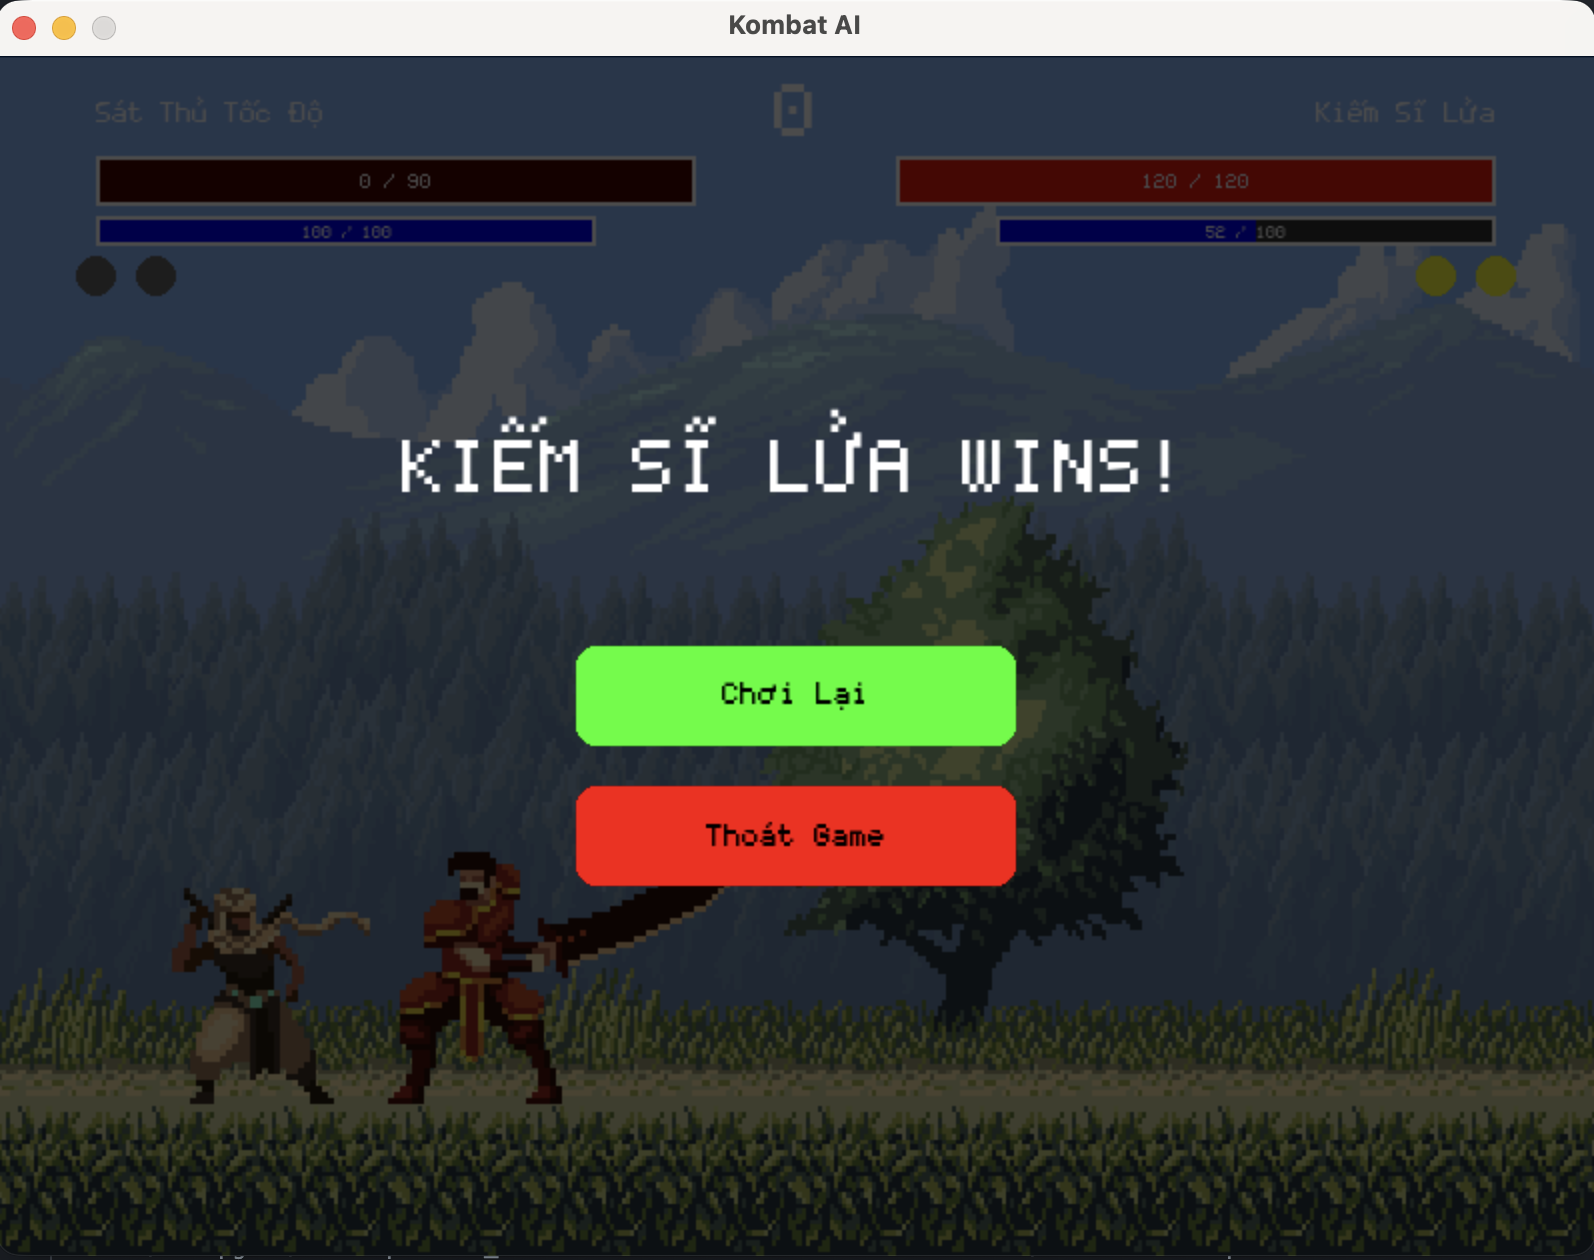 Kombat AI
Sát Thủ Tốc Độ
0
Kiếm Sĩ Lửa
0 / 90
120 / 120
100 / 100
52 / 100
KIẾM SĨ LỬA WINS!
Chơi Lại
Thoát Game